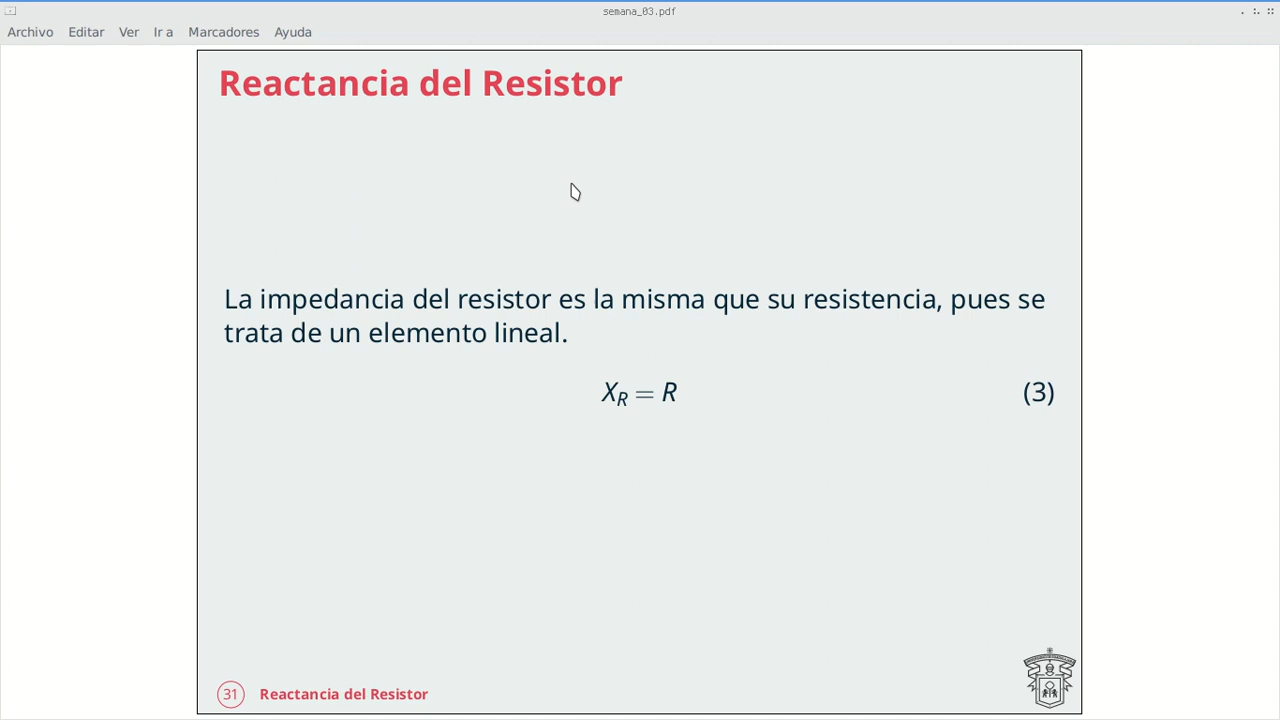 semana_03.pdf
Archivo Editar Ver Ir a Marcadores Ayuda
Reactancia del Resistor
La impedancia del resistor es la misma que su resistencia, pues se
trata de un elemento lineal.
X_R = R (3)
31 Reactancia del Resistor